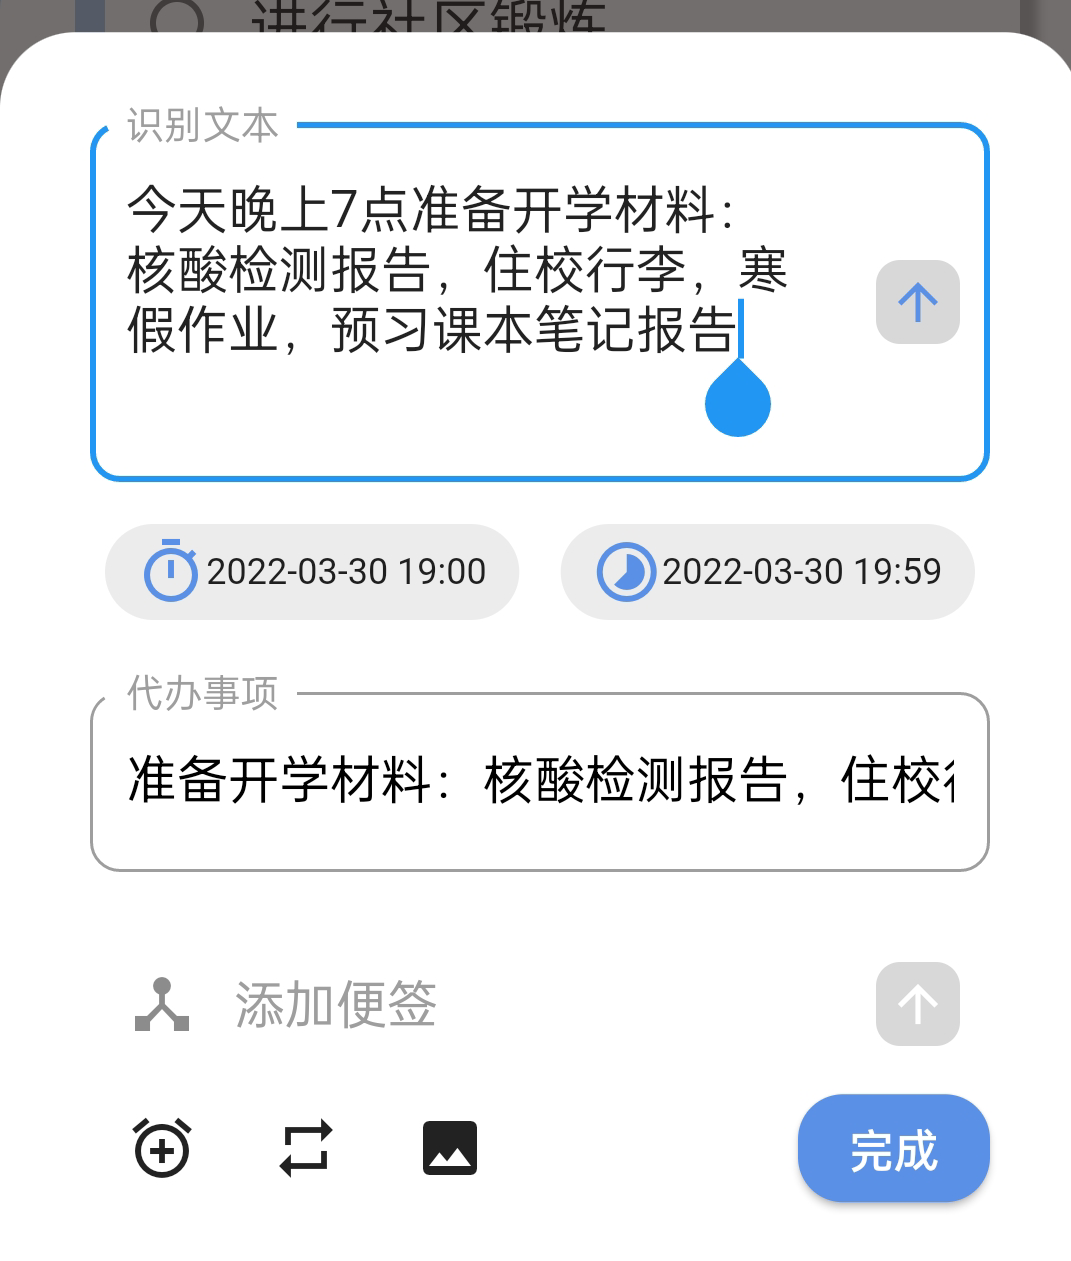 进行社区锻炼
识别文本
今天晚上7点准备开学材料：
核酸检测报告，住校行李，寒
假作业，预习课本笔记报告
2022-03-30 19:00
2022-03-30 19:59
代办事项
准备开学材料：核酸检测报告，住校
添加便签
完成